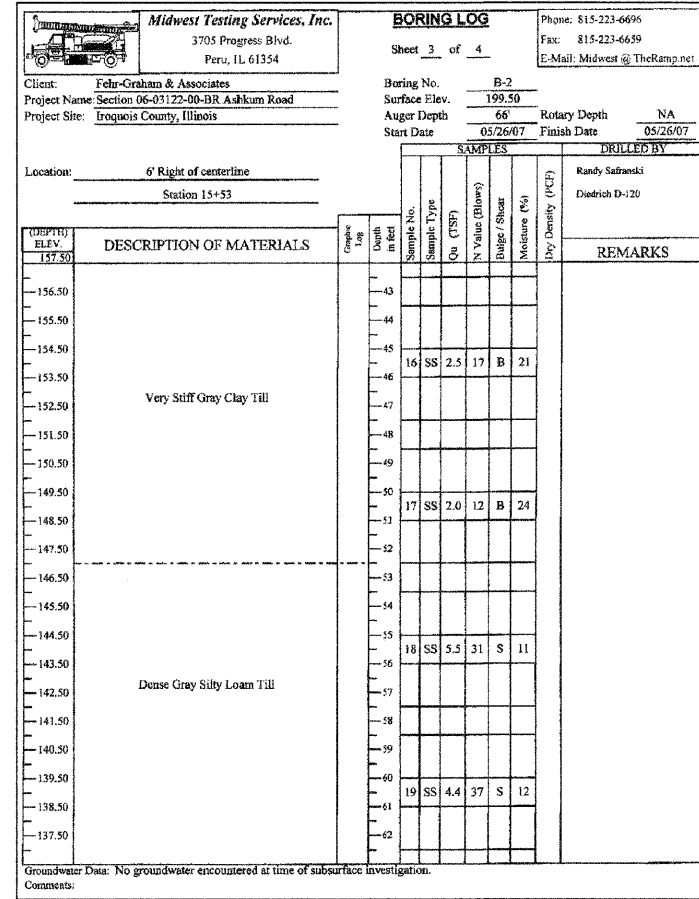 Midwest Testing Services, Inc.
3705 Progress Blvd.
Peru, IL 61354
BORING LOG
Sheet 3 of 4
Phone: 815-223-6696
Fax: 815-223-6659
E-Mail: Midwest @ TheRamp.net
Client: Fehr-Graham & Associates
Project Name: Section 06-03122-00-BR Ashkum Road
Project Site: Iroquois County, Illinois
Boring No. B-2
Surface Elev. 199.50
Auger Depth 66' Rotary Depth NA
Start Date 05/26/07 Finish Date 05/26/07
SAMPLES DRILLED BY
Location: 6' Right of centerline
Station 15+53
Randy Safranski
Diedrich D-120
(DEPTH)
ELEV.
157.50
DESCRIPTION OF MATERIALS
Graphic
Log
Depth
in feet
Sample No.
Sample Type
Qu (TSF)
N Value (Blows)
Bulge / Shear
Moisture (%)
Dry Density (PCF)
REMARKS
156.50 43
155.50 44
154.50 45
16 SS 2.5 17 B 21
153.50 46
Very Stiff Gray Clay Till
152.50 47
151.50 48
150.50 49
149.50 50
17 SS 2.0 12 B 24
148.50 51
147.50 52
146.50 53
145.50 54
144.50 55
18 SS 5.5 31 S 11
143.50 56
Dense Gray Silty Loam Till
142.50 57
141.50 58
140.50 59
139.50 60
19 SS 4.4 37 S 12
138.50 61
137.50 62
Groundwater Data: No groundwater encountered at time of subsurface investigation.
Comments: